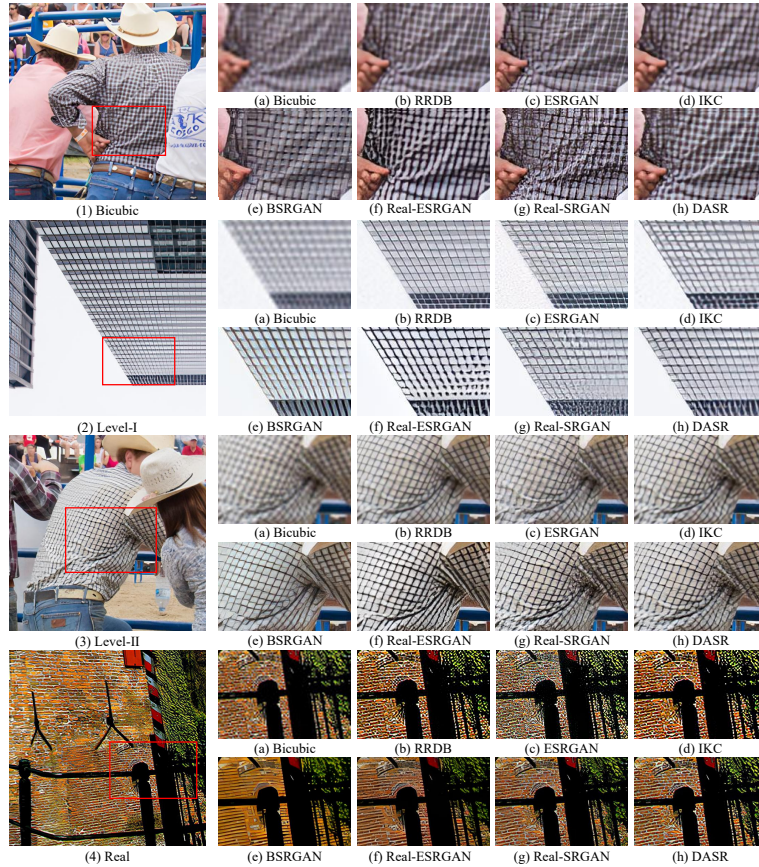 (a) Bicubic (b) RRDB (c) ESRGAN (d) IKC
(1) Bicubic (e) BSRGAN (f) Real-ESRGAN (g) Real-SRGAN (h) DASR
(a) Bicubic (b) RRDB (c) ESRGAN (d) IKC
(2) Level-I (e) BSRGAN (f) Real-ESRGAN (g) Real-SRGAN (h) DASR
(a) Bicubic (b) RRDB (c) ESRGAN (d) IKC
(3) Level-II (e) BSRGAN (f) Real-ESRGAN (g) Real-SRGAN (h) DASR
(a) Bicubic (b) RRDB (c) ESRGAN (d) IKC
(4) Real (e) BSRGAN (f) Real-ESRGAN (g) Real-SRGAN (h) DASR